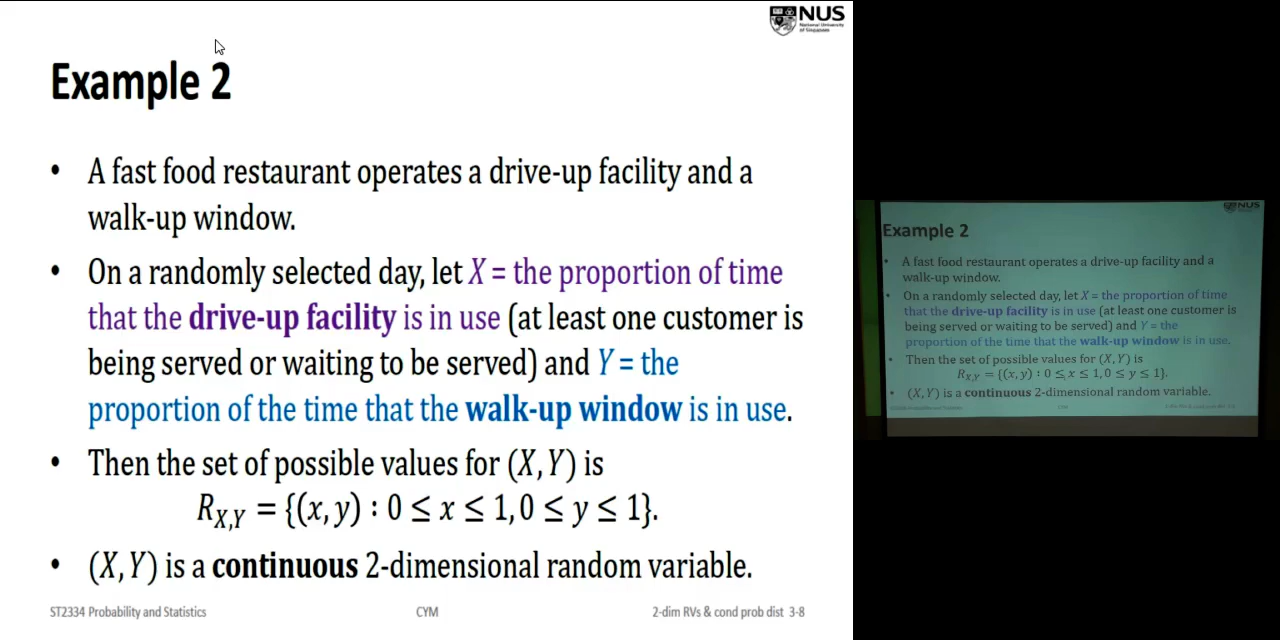 NUS
National University
of Singapore
Example 2
• A fast food restaurant operates a drive-up facility and a
walk-up window.
• On a randomly selected day, let X = the proportion of time
that the drive-up facility is in use (at least one customer is
being served or waiting to be served) and Y = the
proportion of the time that the walk-up window is in use.
• Then the set of possible values for (X, Y) is
R_{X,Y} = {(x, y) : 0 ≤ x ≤ 1, 0 ≤ y ≤ 1}.
• (X, Y) is a continuous 2-dimensional random variable.
ST2334 Probability and Statistics CYM 2-dim RVs & cond prob dist 3-8
NUS
Example 2
• A fast food restaurant operates a drive-up facility and a
walk-up window.
• On a randomly selected day, let X = the proportion of time
that the drive-up facility is in use (at least one customer is
being served or waiting to be served) and Y = the
proportion of the time that the walk-up window is in use.
• Then the set of possible values for (X, Y) is
R_{X,Y} = {(x, y) : 0 ≤ x ≤ 1, 0 ≤ y ≤ 1}.
• (X, Y) is a continuous 2-dimensional random variable.
CYM